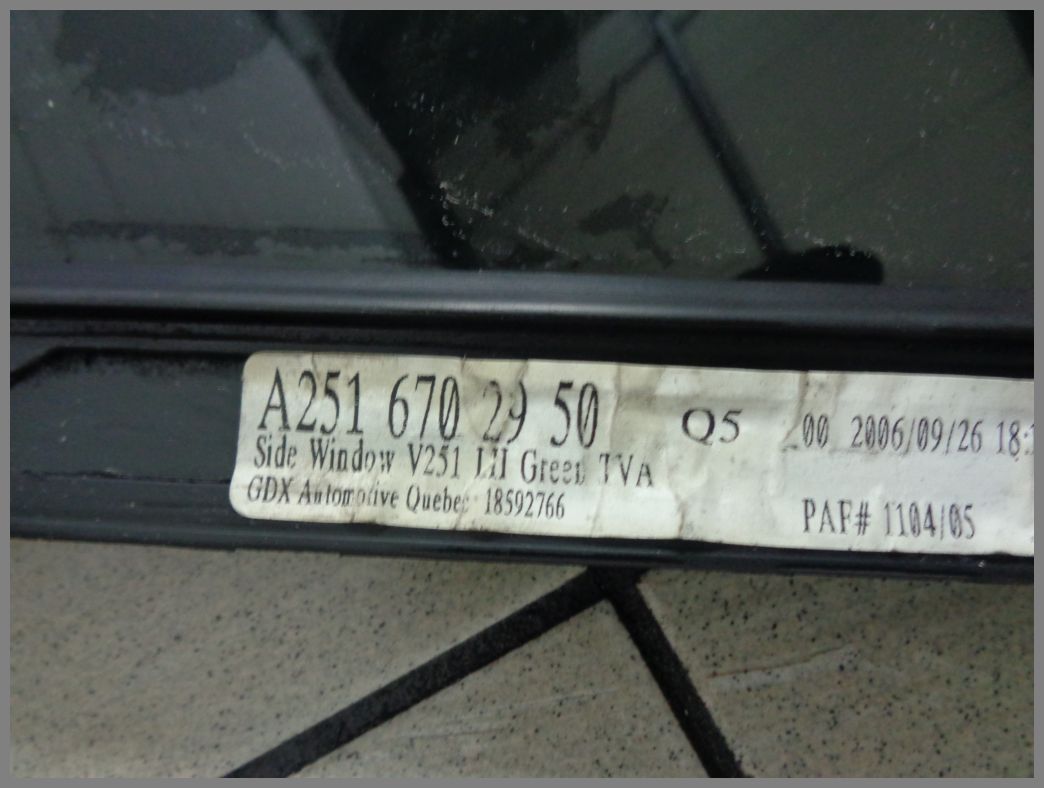 A251 670 29 50 Q5 00 2006/09/26 18:
Side Window V251 LH Green TVA
GDX Automotive Quebec 18592766 PAF# 1104/05